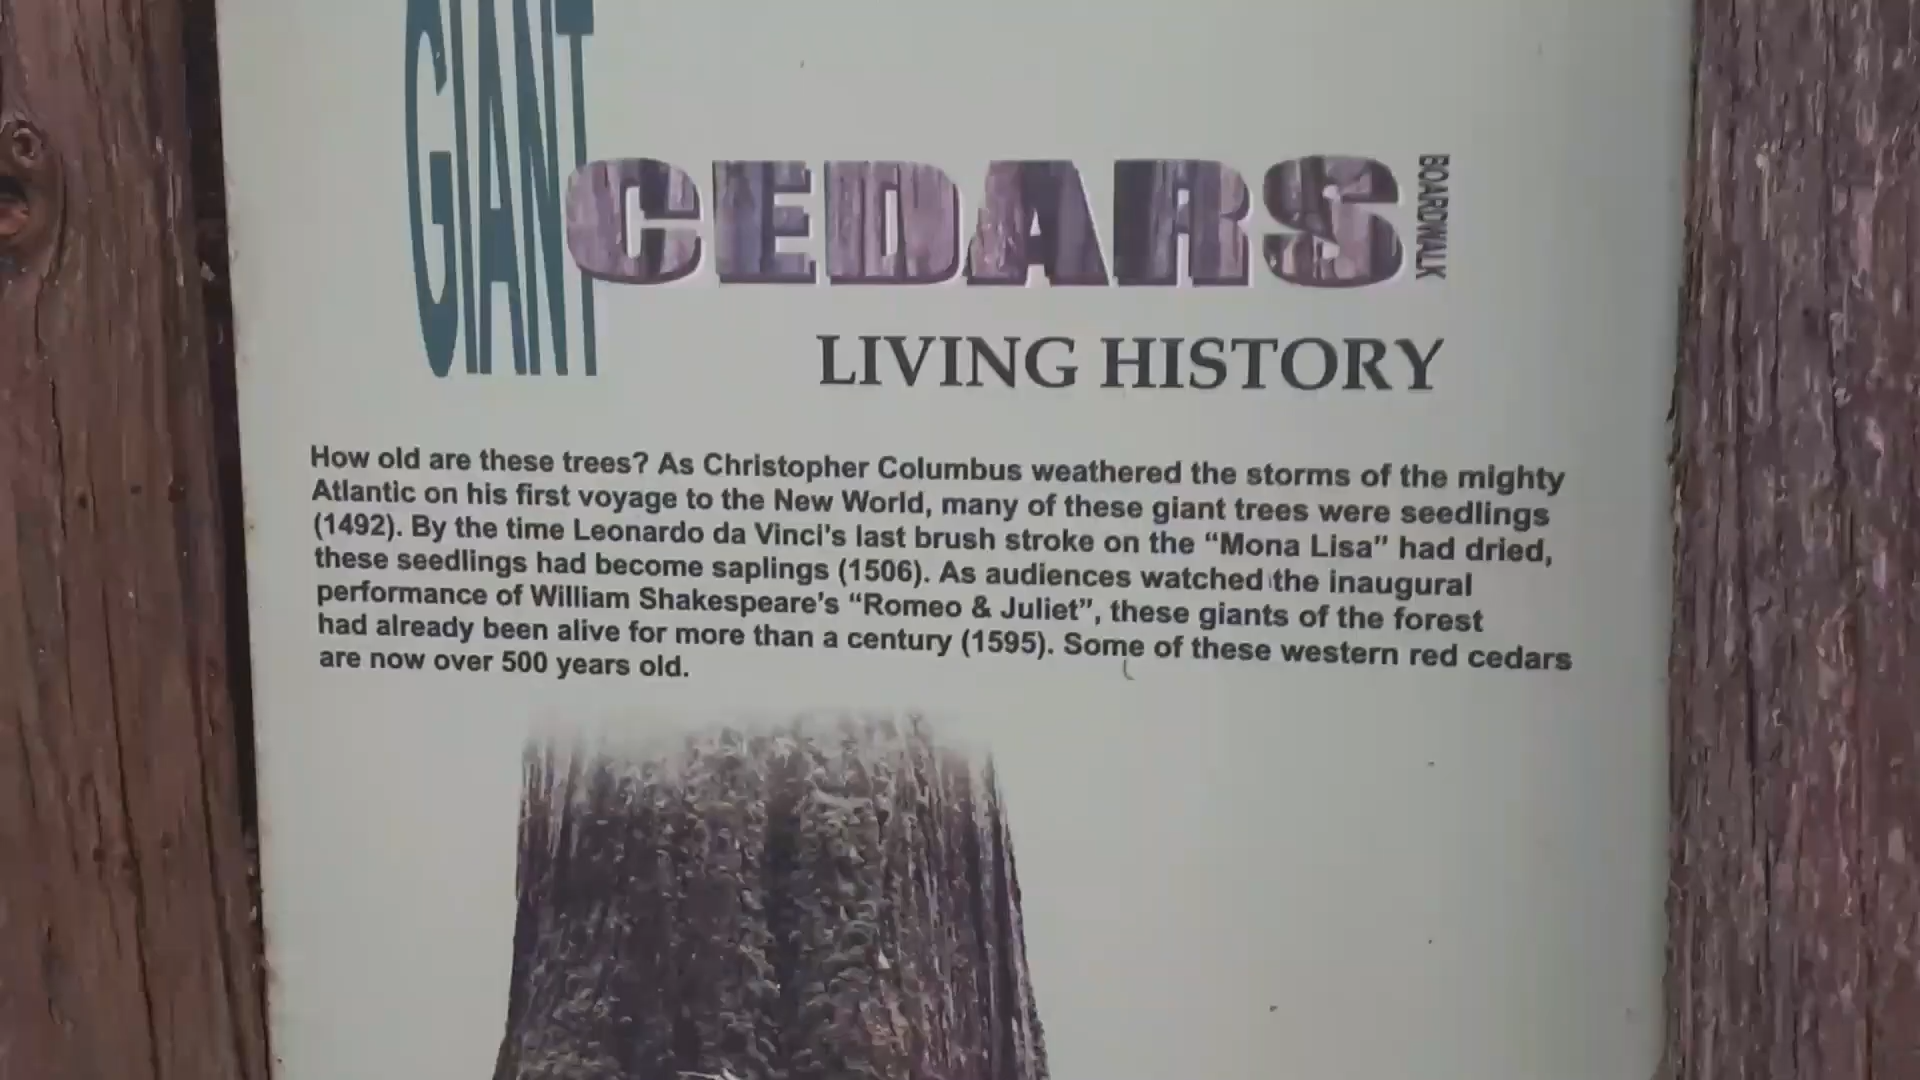 GIANT
CEDARS
BOARDWALK
LIVING HISTORY
How old are these trees? As Christopher Columbus weathered the storms of the mighty
Atlantic on his first voyage to the New World, many of these giant trees were seedlings
(1492). By the time Leonardo da Vinci's last brush stroke on the “Mona Lisa” had dried,
these seedlings had become saplings (1506). As audiences watched the inaugural
performance of William Shakespeare's “Romeo & Juliet”, these giants of the forest
had already been alive for more than a century (1595). Some of these western red cedars
are now over 500 years old.